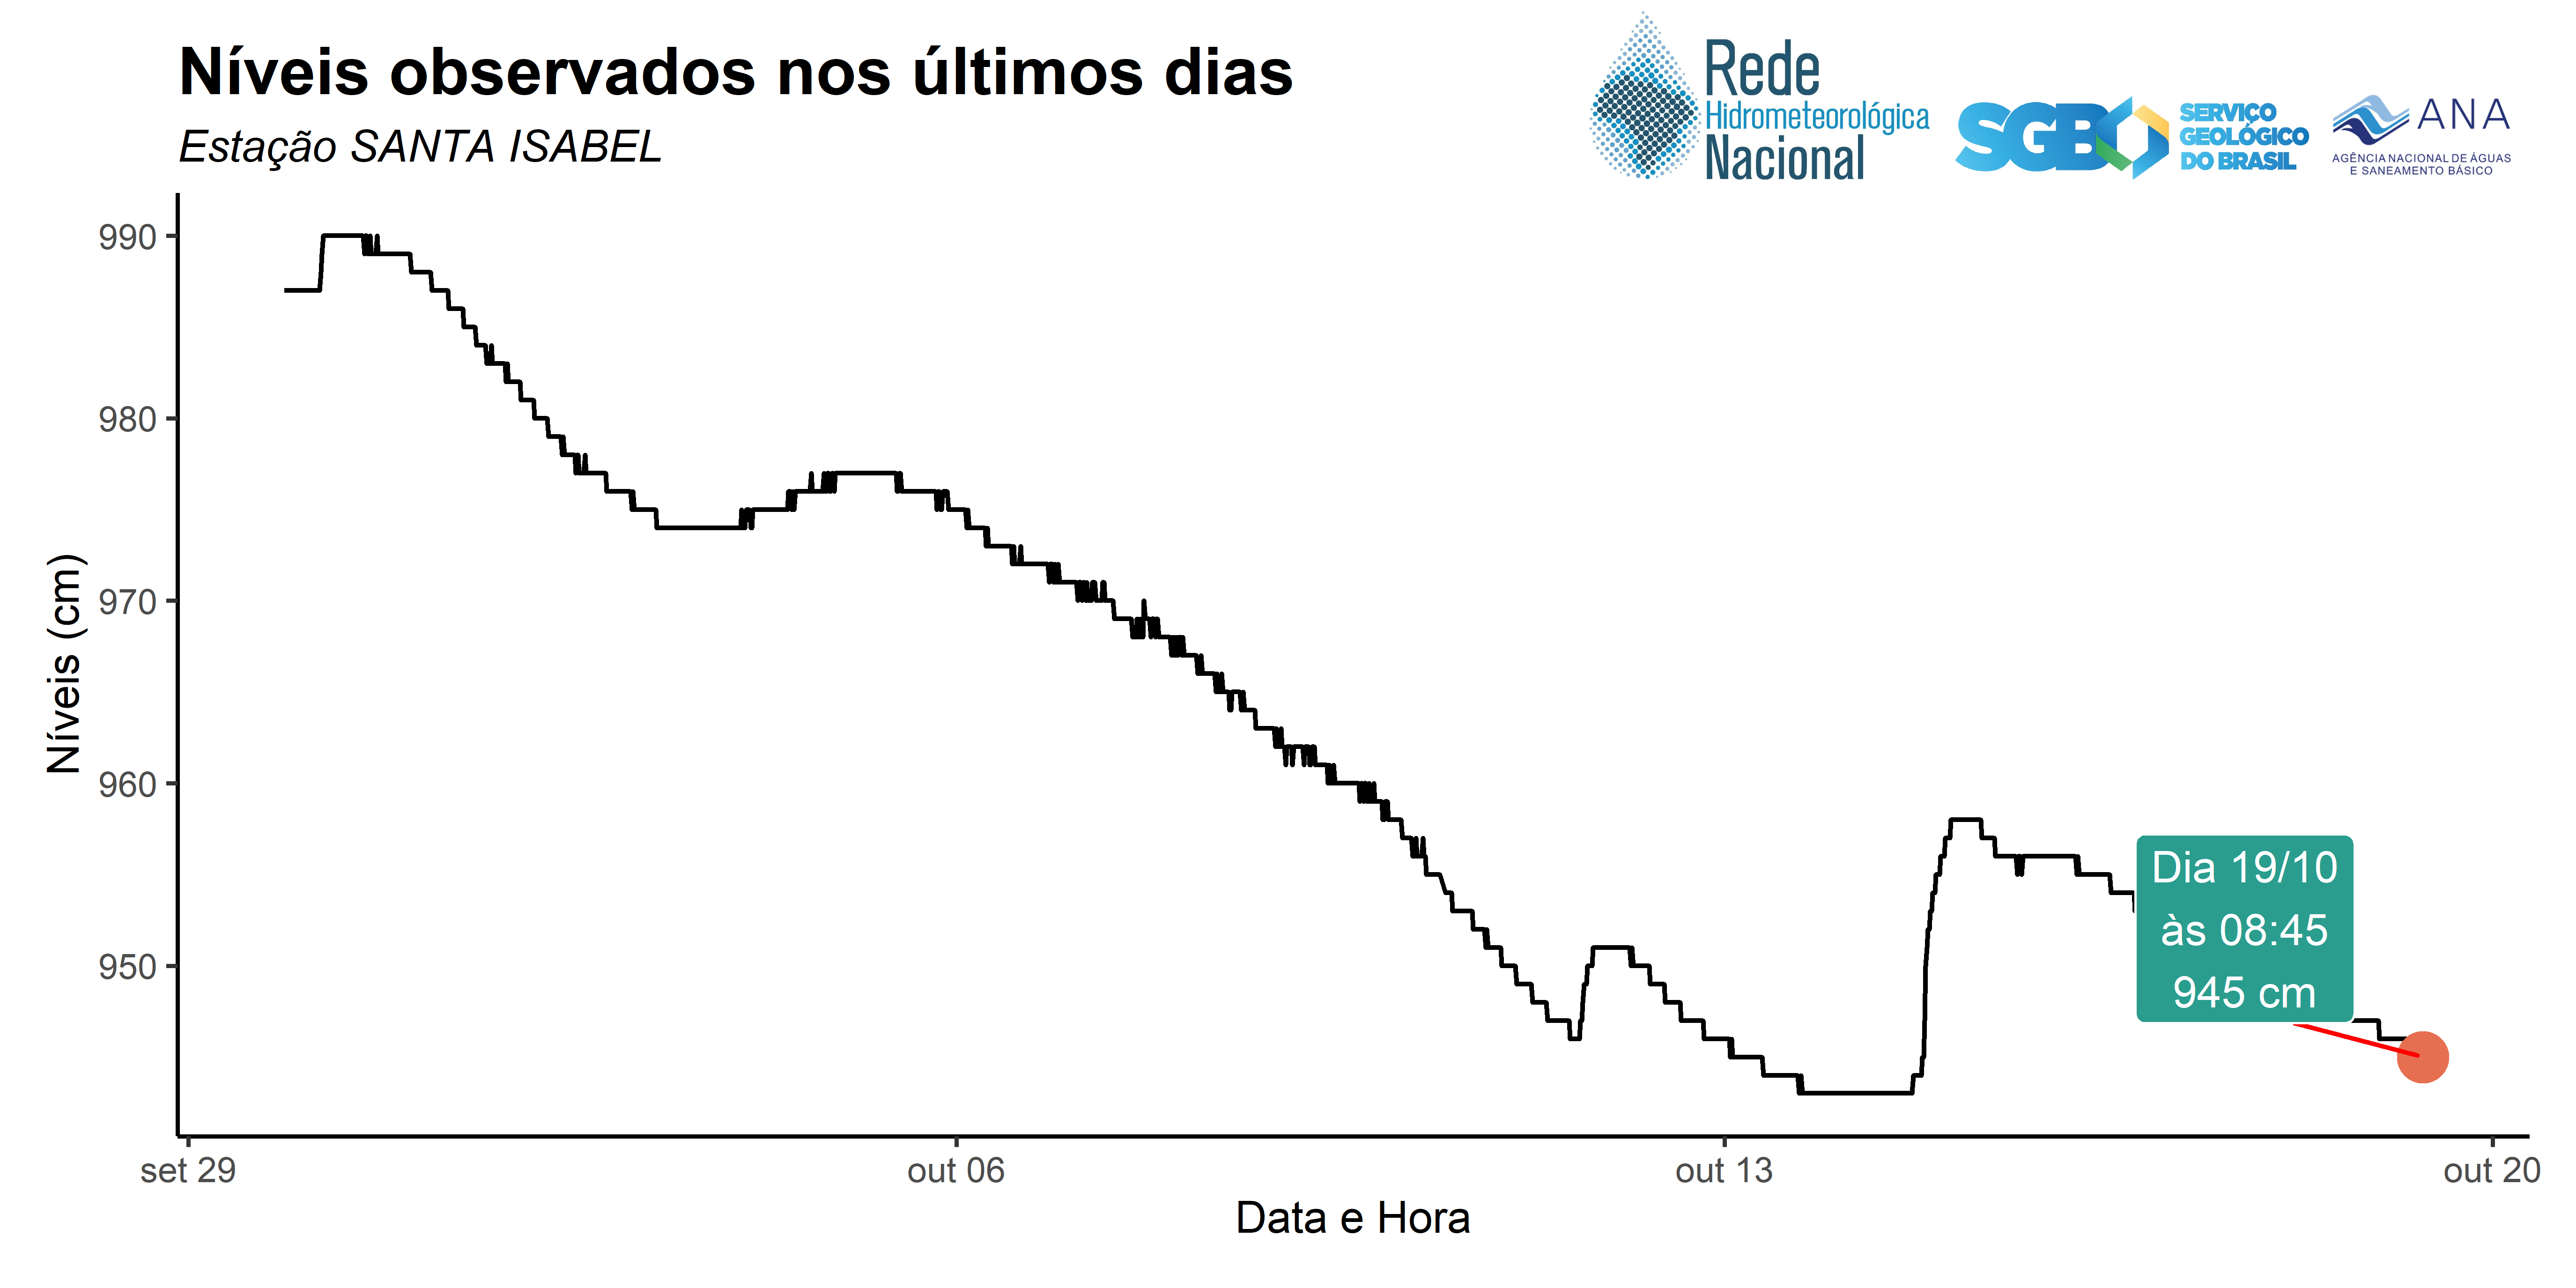 Níveis observados nos últimos dias
Estação SANTA ISABEL
Rede
Hidrometeorológica
Nacional
SGB
SERVIÇO
GEOLÓGICO
DO BRASIL
ANA
AGÊNCIA NACIONAL DE ÁGUAS
E SANEAMENTO BÁSICO
Níveis (cm)
990
980
970
960
950
Dia 19/10
às 08:45
945 cm
set 29
out 06
out 13
out 20
Data e Hora